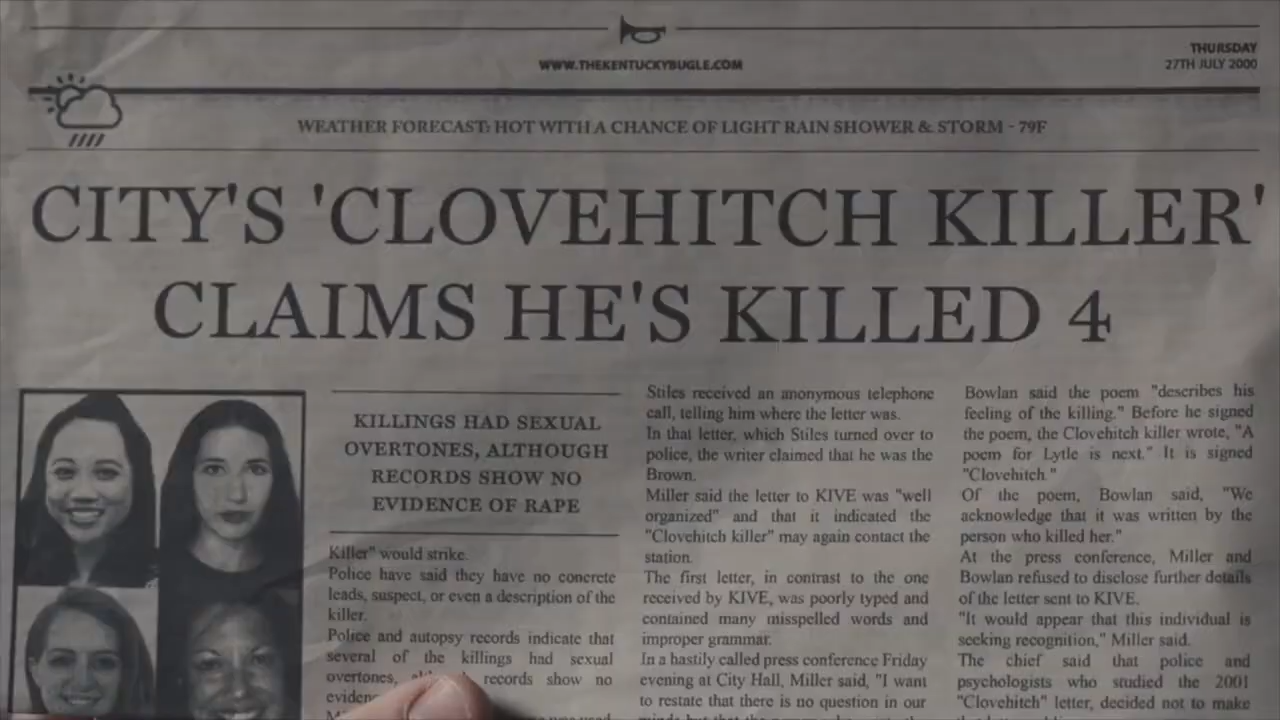 WWW.THEKENTUCKYBUGLE.COM
THURSDAY
27TH JULY 2000
WEATHER FORECAST: HOT WITH A CHANCE OF LIGHT RAIN SHOWER & STORM - 79F
CITY'S 'CLOVEHITCH KILLER'
CLAIMS HE'S KILLED 4
KILLINGS HAD SEXUAL
OVERTONES, ALTHOUGH
RECORDS SHOW NO
EVIDENCE OF RAPE
Killer" would strike.
Police have said they have no concrete
leads, suspect, or even a description of the
killer.
Police and autopsy records indicate that
several of the killings had sexual
overtones, records show no
Stiles received an anonymous telephone
call, telling him where the letter was.
In that letter, which Stiles turned over to
police, the writer claimed that he was the
Brown.
Miller said the letter to KIVE was "well
organized" and that it indicated the
"Clovehitch killer" may again contact the
station.
The first letter, in contrast to the one
received by KIVE, was poorly typed and
contained many misspelled words and
improper grammar.
In a hastily called press conference Friday
evening at City Hall, Miller said, "I want
to restate that there is no question in our
Bowlan said the poem "describes his
feeling of the killing." Before he signed
the poem, the Clovehitch killer wrote, "A
poem for Lytle is next." It is signed
"Clovehitch."
Of the poem, Bowlan said, "We
acknowledge that it was written by the
person who killed her."
At the press conference, Miller and
Bowlan refused to disclose further details
of the letter sent to KIVE.
"It would appear that this individual is
seeking recognition," Miller said.
The chief said that police and
psychologists who studied the 2001
"Clovehitch" letter, decided not to make